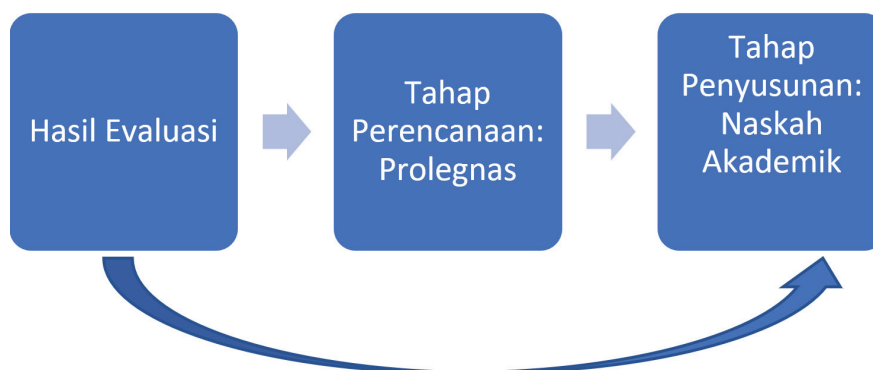 Hasil Evaluasi
Tahap
Perencanaan:
Prolegnas
Tahap
Penyusunan:
Naskah
Akademik